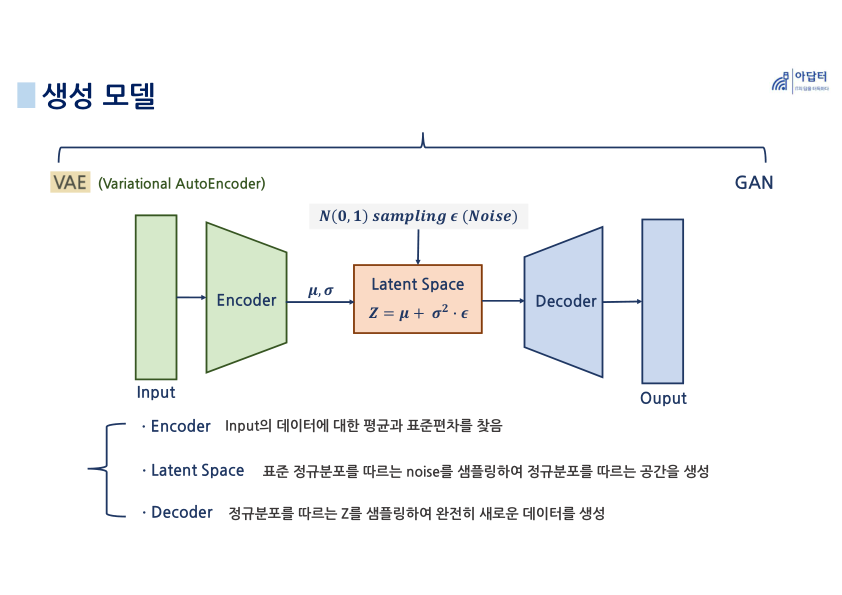 생성 모델
아답터
VAE (Variational AutoEncoder)
GAN
N(0, 1) sampling ϵ (Noise)
Encoder
μ, σ
Latent Space
Z = μ + σ² · ϵ
Decoder
Input
Ouput
· Encoder Input의 데이터에 대한 평균과 표준편차를 찾음
· Latent Space 표준 정규분포를 따르는 noise를 샘플링하여 정규분포를 따르는 공간을 생성
· Decoder 정규분포를 따르는 Z를 샘플링하여 완전히 새로운 데이터를 생성